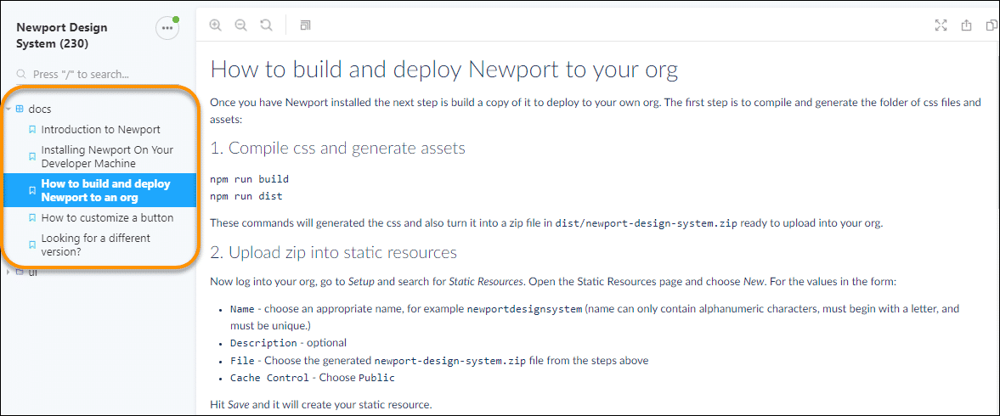 Newport Design
System (230)
Press "/" to search...
docs
Introduction to Newport
Installing Newport On Your
Developer Machine
How to build and deploy
Newport to an org
How to customize a button
Looking for a different
version?
ui
How to build and deploy Newport to your org
Once you have Newport installed the next step is build a copy of it to deploy to your own org. The first step is to compile and generate the folder of css files and
assets:
1. Compile css and generate assets
npm run build
npm run dist
These commands will generated the css and also turn it into a zip file in dist/newport-design-system.zip ready to upload into your org.
2. Upload zip into static resources
Now log into your org, go to Setup and search for Static Resources. Open the Static Resources page and choose New. For the values in the form:
• Name - choose an appropriate name, for example newportdesignsystem (name can only contain alphanumeric characters, must begin with a letter, and
must be unique.)
• Description - optional
• File - Choose the generated newport-design-system.zip file from the steps above
• Cache Control - Choose Public
Hit Save and it will create your static resource.